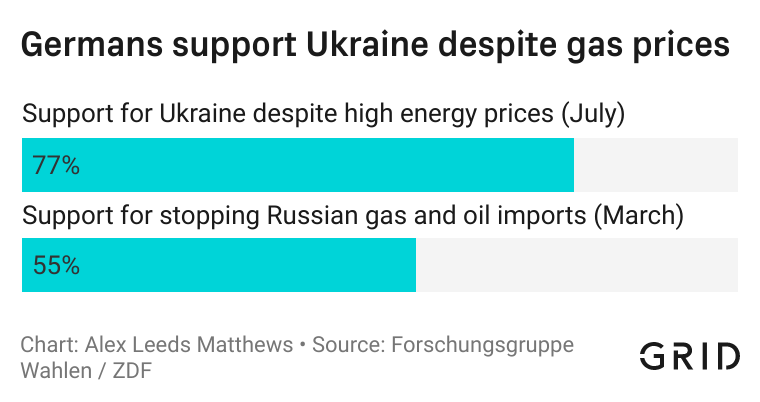 Germans support Ukraine despite gas prices
Support for Ukraine despite high energy prices (July)
77%
Support for stopping Russian gas and oil imports (March)
55%
Chart: Alex Leeds Matthews • Source: Forschungsgruppe
Wahlen / ZDF
GRID